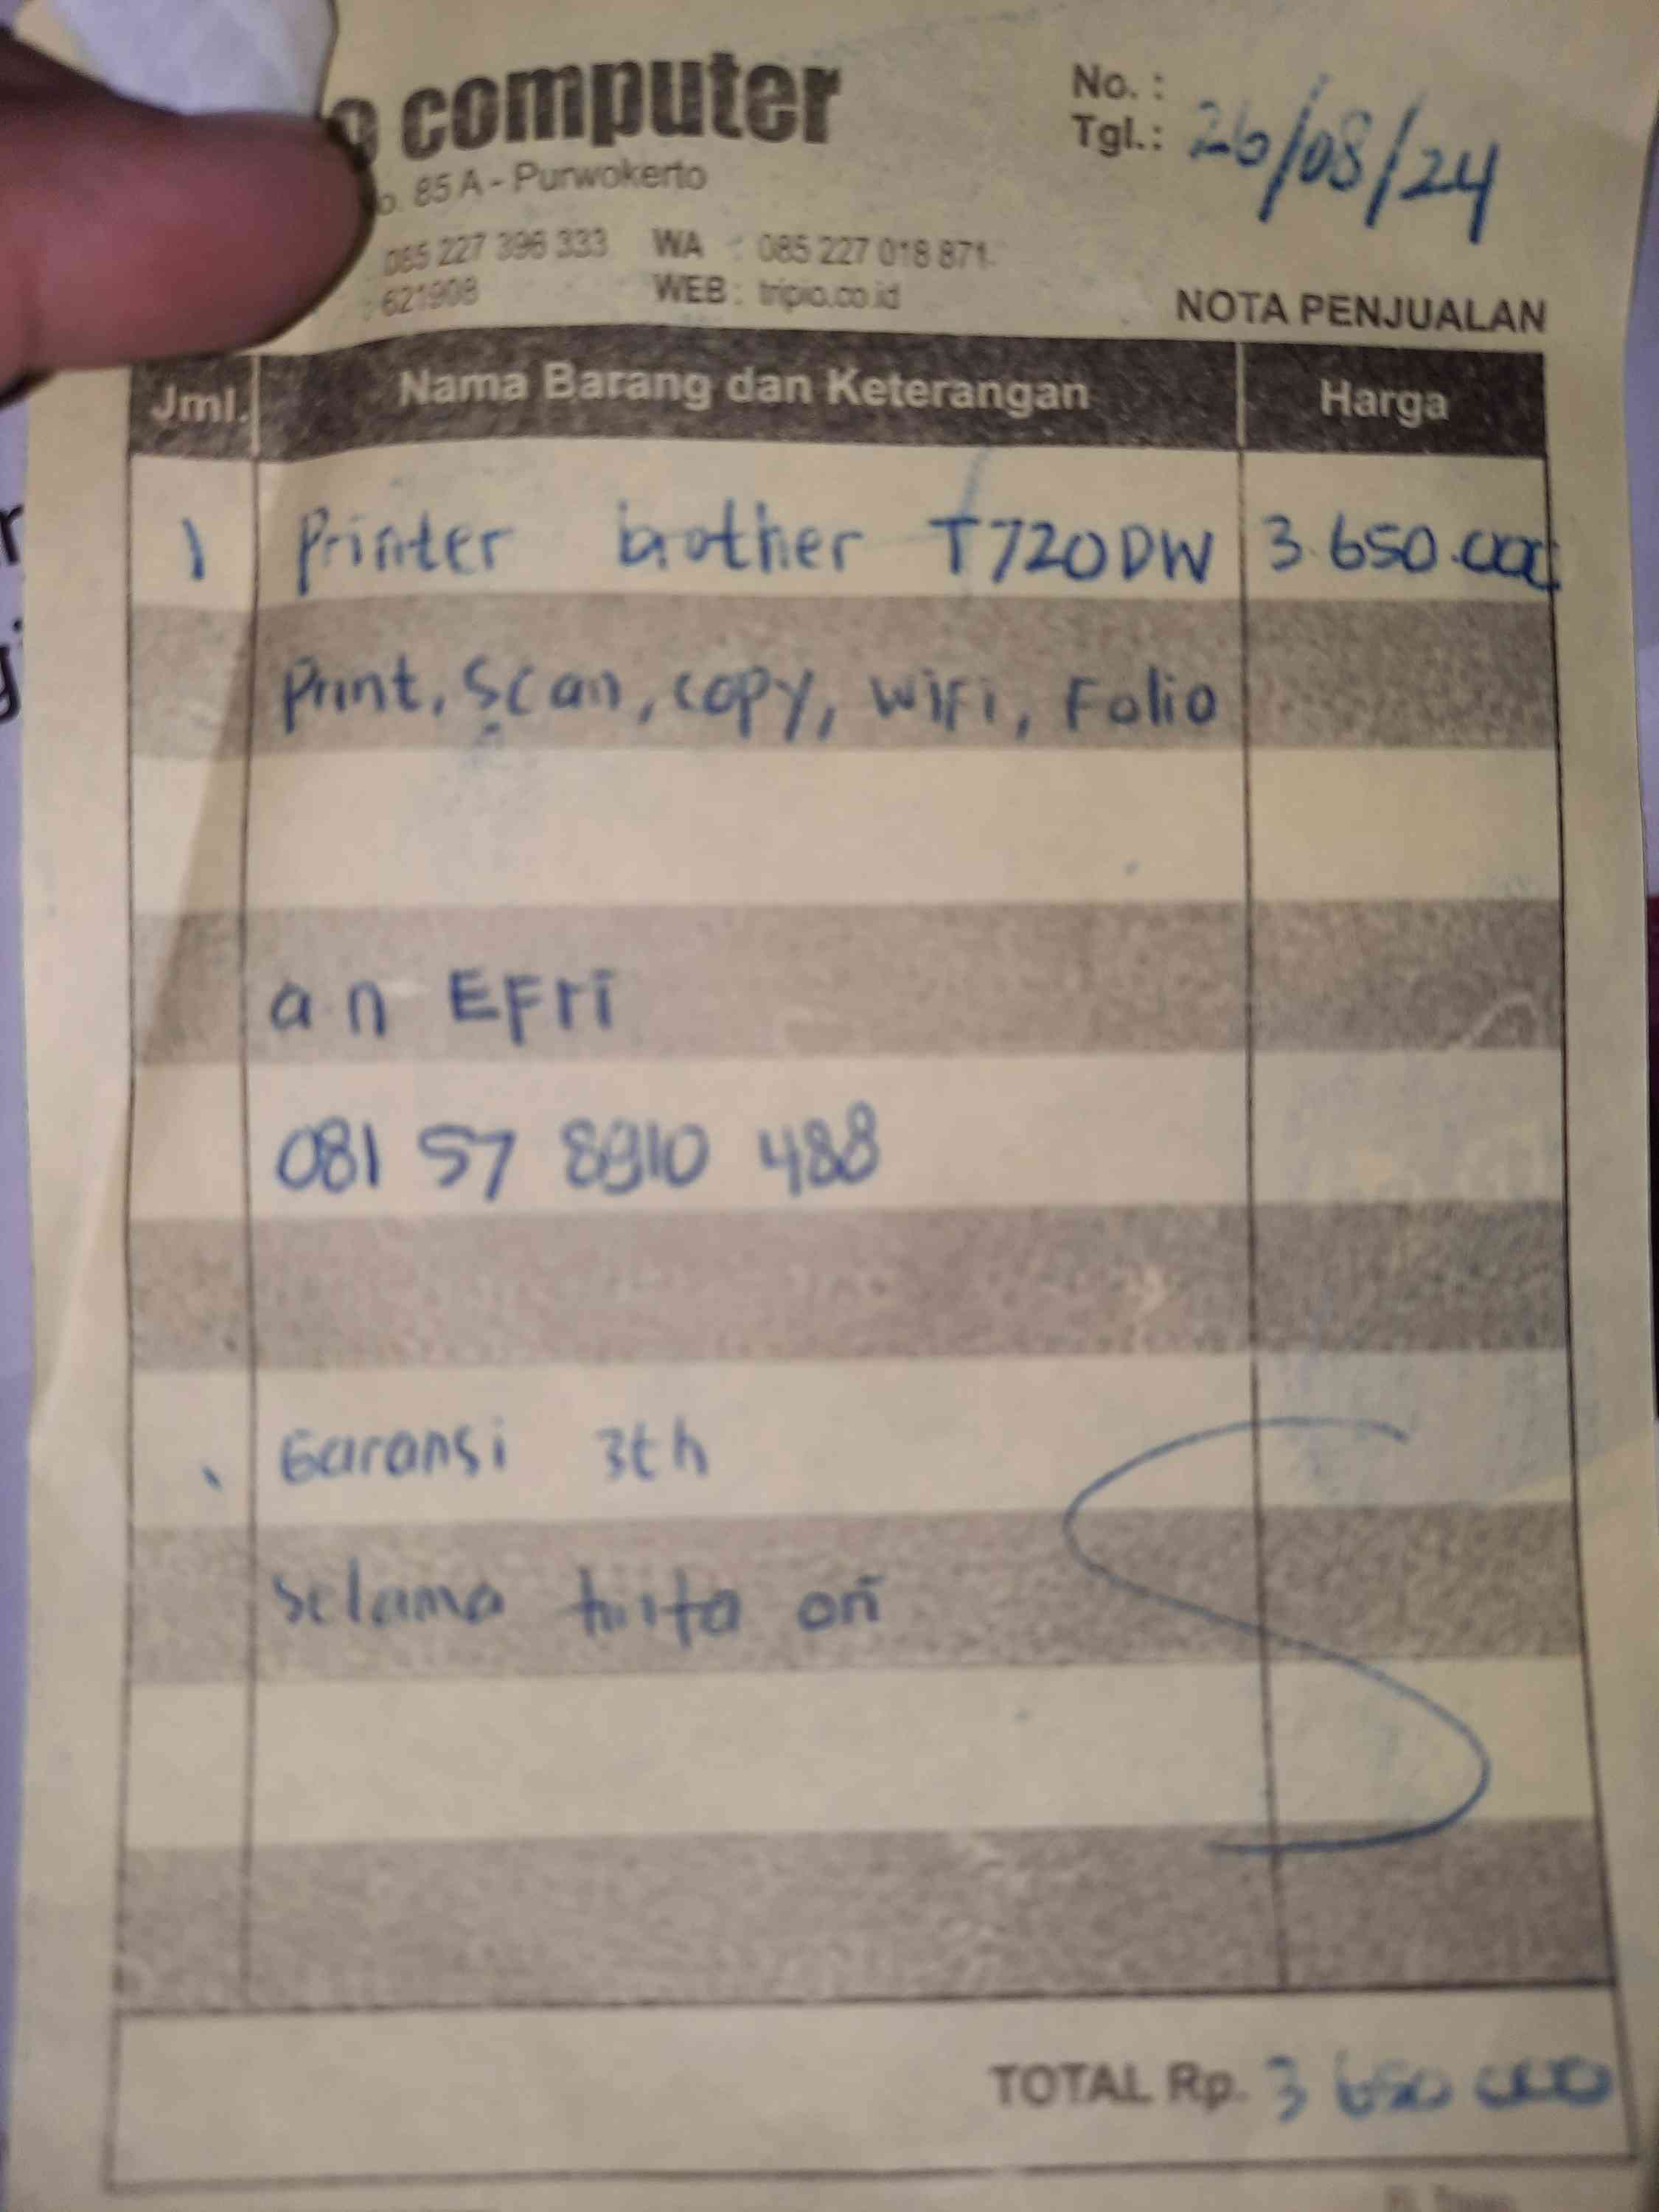 computer
No. :
Tgl.: 26/08/24
85 A - Purwokerto
085 227 396 333 WA : 085 227 018 871
621908 WEB : tripio.co.id
NOTA PENJUALAN
Jml. Nama Barang dan Keterangan Harga
1 Printer brother T720DW 3.650.000
Print, Scan, copy, wifi, Folio
a.n EFri
081 57 8810 488
Garansi 3th
Selama tinta ori
TOTAL Rp. 3 650 000